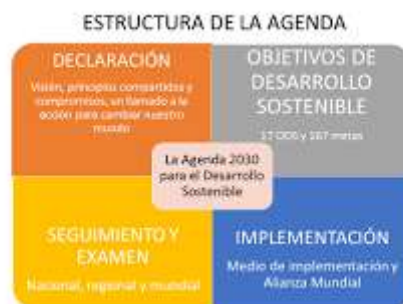 ESTRUCTURA DE LA AGENDA
DECLARACIÓN
Visión, principios compartidos y
compromisos, un llamado a la
acción para cambiar nuestro
mundo
OBJETIVOS DE
DESARROLLO
SOSTENIBLE
17 ODS y 167 metas
La Agenda 2030
para el Desarrollo
Sostenible
SEGUIMIENTO Y
EXAMEN
Nacional, regional y mundial
IMPLEMENTACIÓN
Medio de implementación y
Alianza Mundial